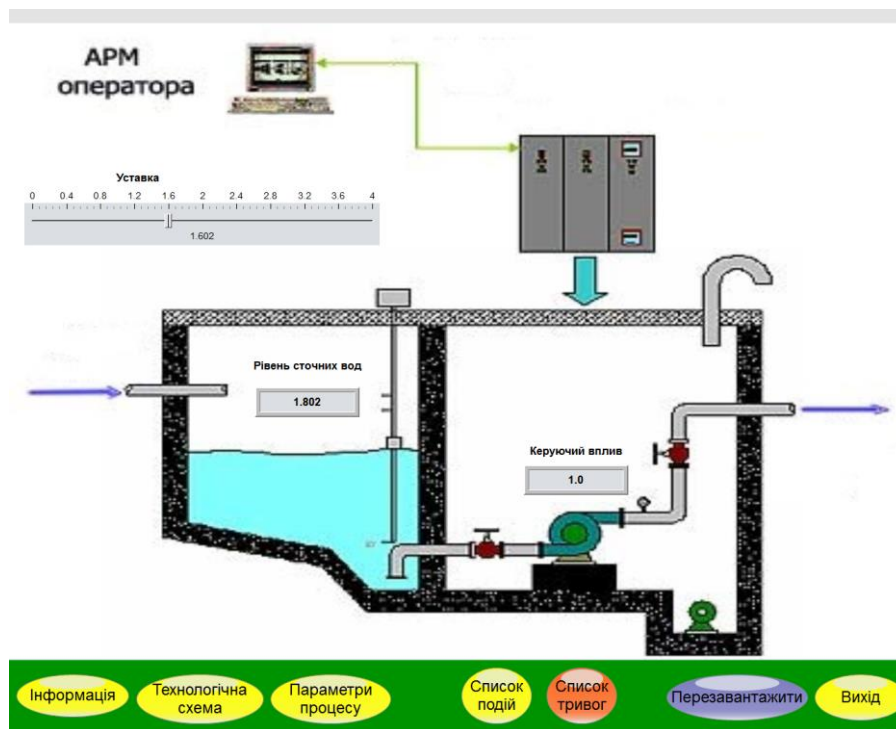 АРМ
оператора
Уставка
0 0.4 0.8 1.2 1.6 2 2.4 2.8 3.2 3.6 4
1.602
Рівень сточних вод
1.802
Керуючий вплив
1.0
Інформація
Технологічна
схема
Параметри
процесу
Список
подій
Список
тривог
Перезавантажити
Вихід